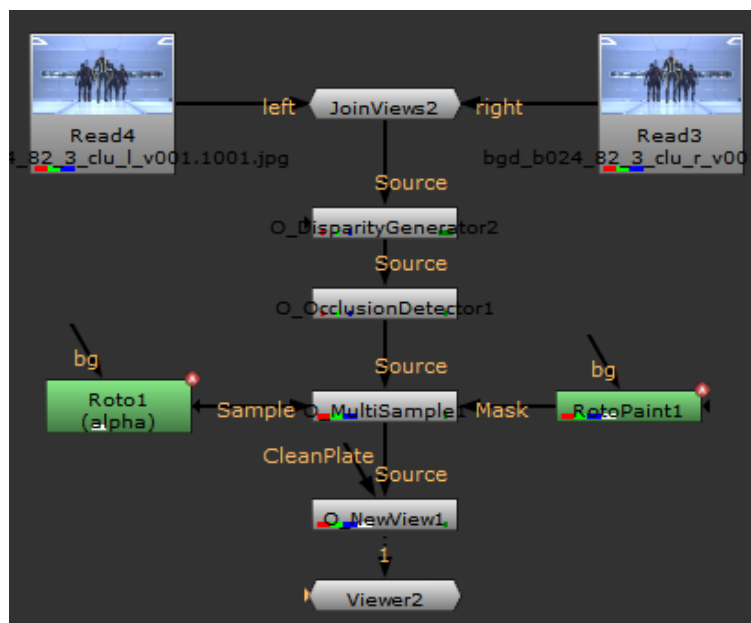 Read4
4_82_3_clu_l_v001.1001.jpg
left
JoinViews2
right
Read3
bgd_b024_82_3_clu_r_v00
Source
O_DisparityGenerator2
Source
O_OcclusionDetector1
Source
bg
Roto1
(alpha)
Sample
O_MultiSample1
Mask
bg
RotoPaint1
CleanPlate
Source
O_NewView1
1
Viewer2